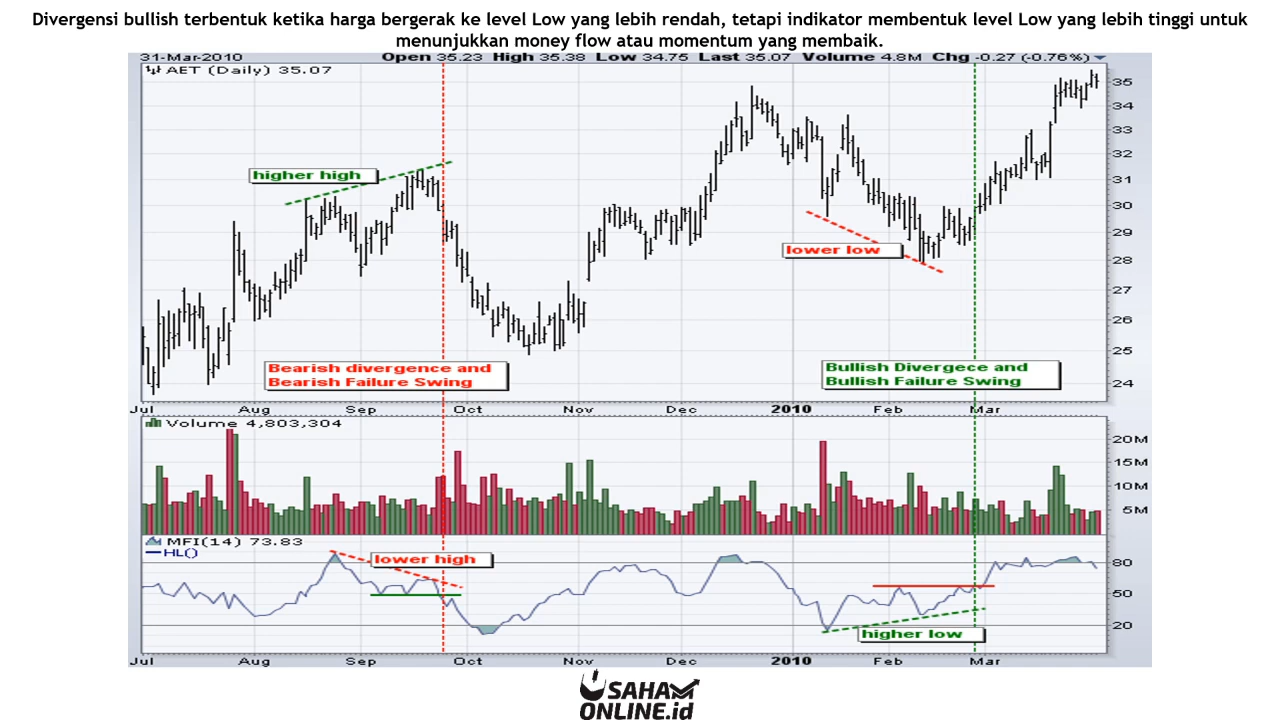 Divergensi bullish terbentuk ketika harga bergerak ke level Low yang lebih rendah, tetapi indikator membentuk level Low yang lebih tinggi untuk
menunjukkan money flow atau momentum yang membaik.
31-Mar-2010 Open 35.23 High 35.38 Low 34.75 Last 35.07 Volume 4.8M Chg -0.27 (-0.76%)
AET (Daily) 35.07
35
34
33
32
higher high
31
30
29
lower low
28
27
26
25
Bearish divergence and
Bearish Failure Swing
Bullish Divergece and
Bullish Failure Swing
24
Jul Aug Sep Oct Nov Dec 2010 Feb Mar
Volume 4,803,304
20M
15M
10M
5M
MFI(14) 73.83
HL()
lower high
80
50
20
higher low
Jul Aug Sep Oct Nov Dec 2010 Feb Mar
SAHAM
ONLINE.id